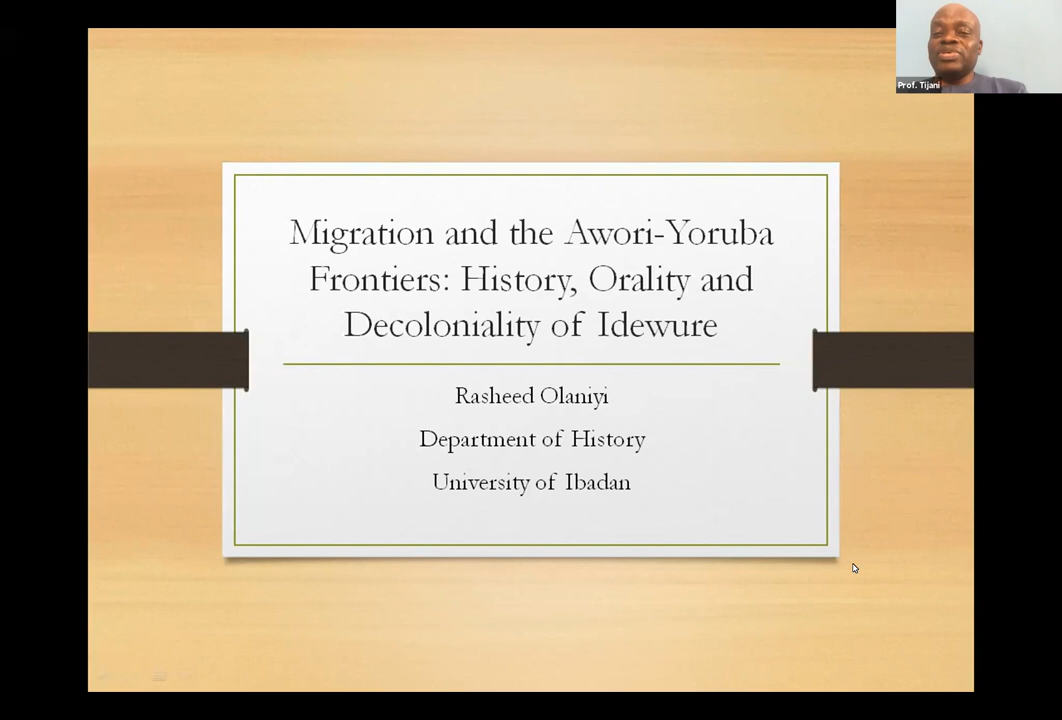 Prof. Tijani
Migration and the Awori-Yoruba
Frontiers: History, Orality and
Decoloniality of Idewure
Rasheed Olaniyi
Department of History
University of Ibadan